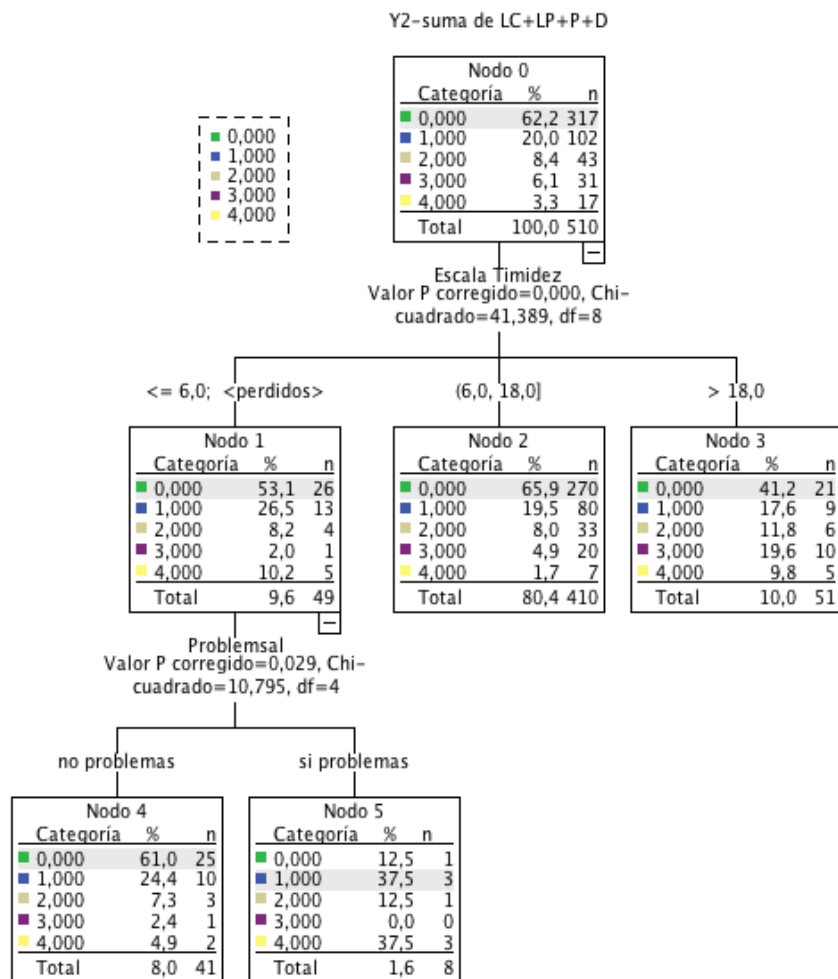 Y2-suma de LC+LP+P+D
Nodo 0
Categoría % n
0,000 62,2 317
1,000 20,0 102
2,000 8,4 43
3,000 6,1 31
4,000 3,3 17
Total 100,0 510
0,000
1,000
2,000
3,000
4,000
Escala Timidez
Valor P corregido=0,000, Chi-
cuadrado=41,389, df=8
<= 6,0; <perdidos>
(6,0, 18,0]
> 18,0
Nodo 1
Categoría % n
0,000 53,1 26
1,000 26,5 13
2,000 8,2 4
3,000 2,0 1
4,000 10,2 5
Total 9,6 49
Nodo 2
Categoría % n
0,000 65,9 270
1,000 19,5 80
2,000 8,0 33
3,000 4,9 20
4,000 1,7 7
Total 80,4 410
Nodo 3
Categoría % n
0,000 41,2 21
1,000 17,6 9
2,000 11,8 6
3,000 19,6 10
4,000 9,8 5
Total 10,0 51
Problemsal
Valor P corregido=0,029, Chi-
cuadrado=10,795, df=4
no problemas
si problemas
Nodo 4
Categoría % n
0,000 61,0 25
1,000 24,4 10
2,000 7,3 3
3,000 2,4 1
4,000 4,9 2
Total 8,0 41
Nodo 5
Categoría % n
0,000 12,5 1
1,000 37,5 3
2,000 12,5 1
3,000 0,0 0
4,000 37,5 3
Total 1,6 8